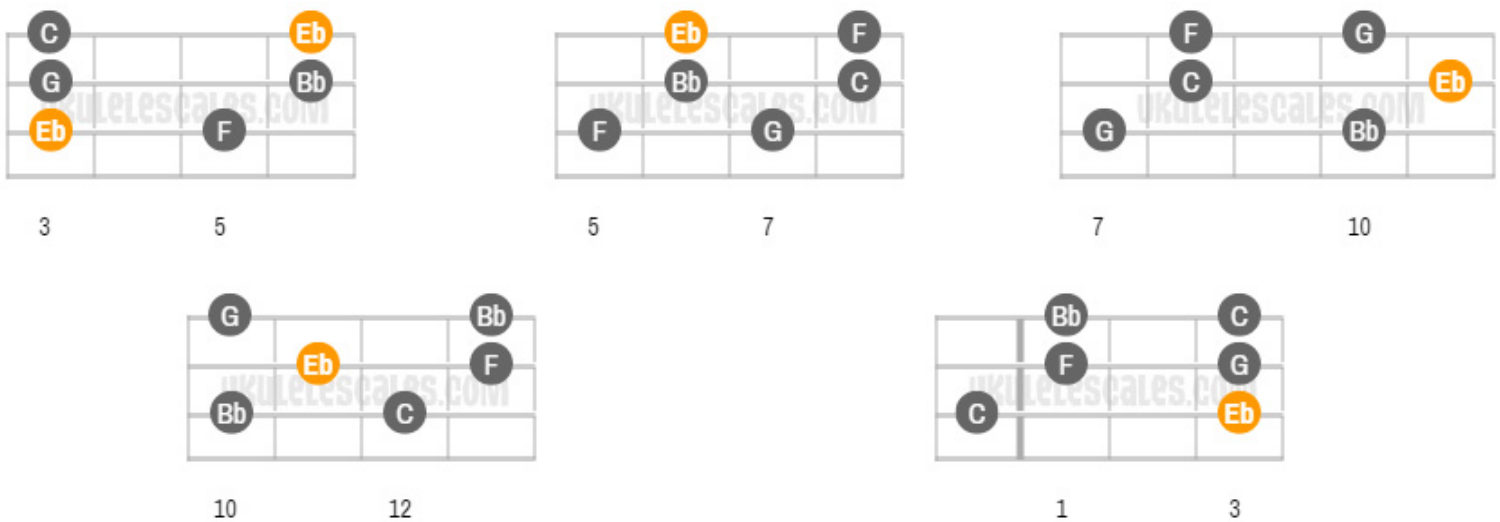 C Eb Eb F F G
G Bb Bb C C Eb
UKULELESCALES.COM UKULELESCALES.COM UKULELESCALES.COM
Eb F F G G Bb
3 5 5 7 7 10
G Bb Bb C
Eb F F G
UKULELESCALES.COM UKULELESCALES.COM
Bb C C Eb
10 12 1 3